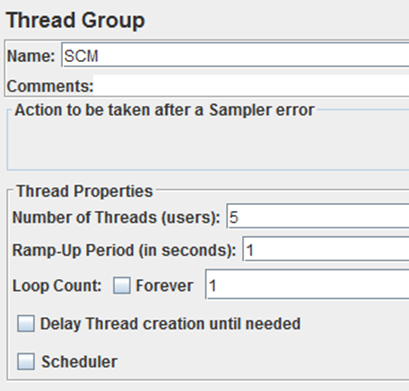 Thread Group
Name: SCM
Comments:
Action to be taken after a Sampler error
Thread Properties
Number of Threads (users): 5
Ramp-Up Period (in seconds): 1
Loop Count: Forever 1
Delay Thread creation until needed
Scheduler